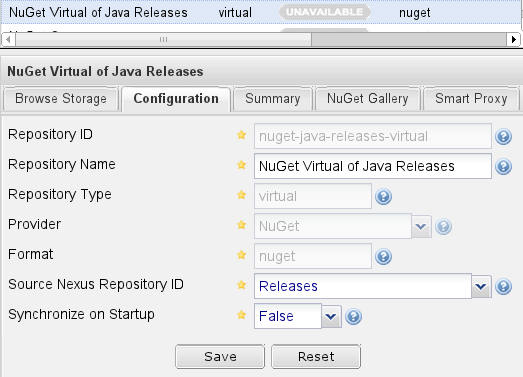 NuGet Virtual of Java Releases virtual UNAVAILABLE nuget
NuGet Virtual of Java Releases
Browse Storage Configuration Summary NuGet Gallery Smart Proxy
Repository ID nuget-java-releases-virtual
Repository Name NuGet Virtual of Java Releases
Repository Type virtual
Provider NuGet
Format nuget
Source Nexus Repository ID Releases
Synchronize on Startup False
Save Reset